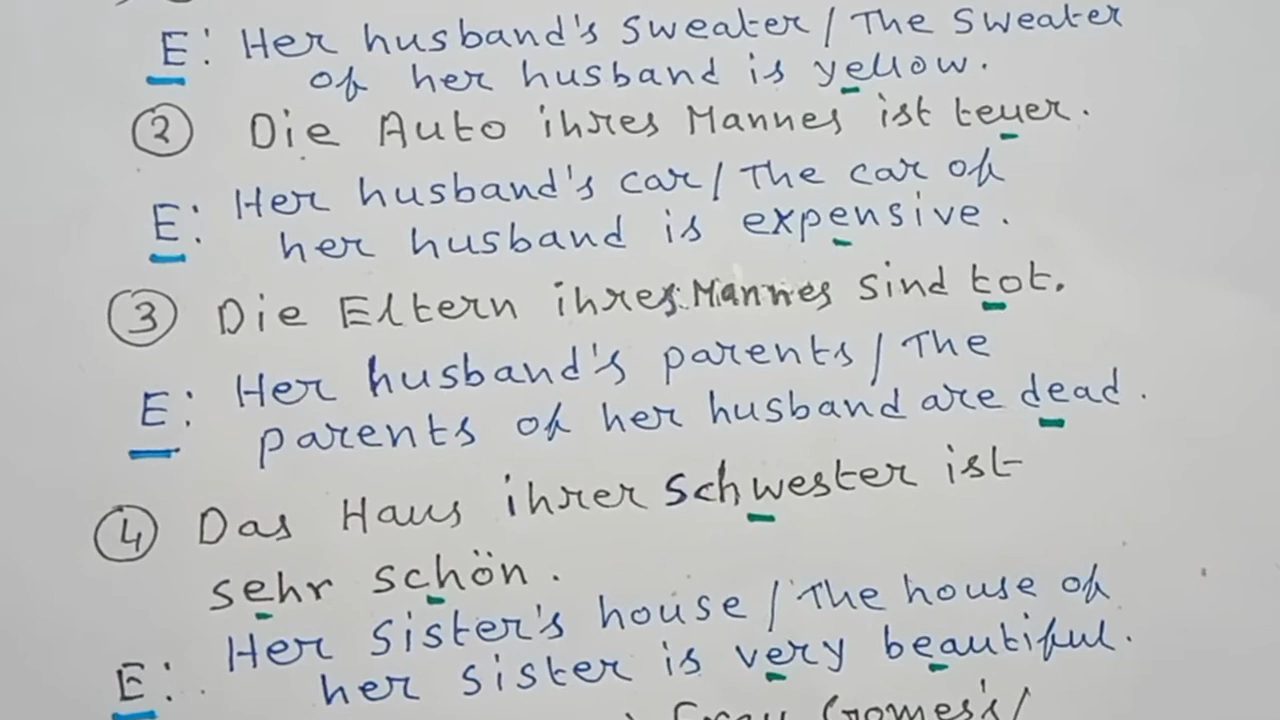 E: Her husband's sweater / The sweater
of her husband is yellow.
② Die Auto ihres Mannes ist teuer.
E: Her husband's car / The car of
her husband is expensive.
③ Die Eltern ihres Mannes sind tot.
E: Her husband's parents / The
parents of her husband are dead.
④ Das Haus ihrer Schwester ist
sehr schön.
E: Her sister's house / The house of
her sister is very beautiful.
Gomes's /